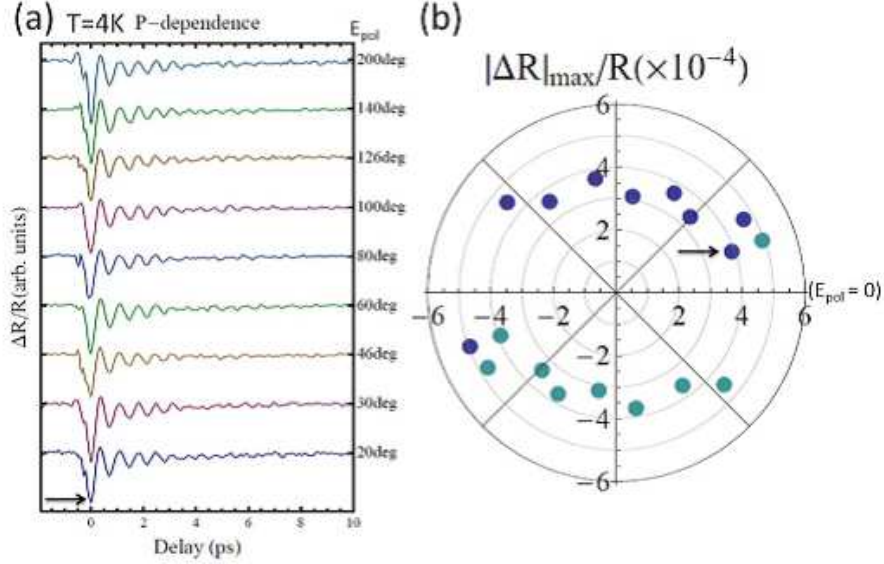 (a) T=4K P-dependence
E_pol
200deg
140deg
126deg
100deg
80deg
60deg
46deg
30deg
20deg
ΔR/R(arb. units)
0 2 4 6 8 10
Delay (ps)
(b)
|ΔR|max/R(×10⁻⁴)
6
4
2
−6 −4 −2 2 4 6
(E_pol = 0)
−2
−4
−6